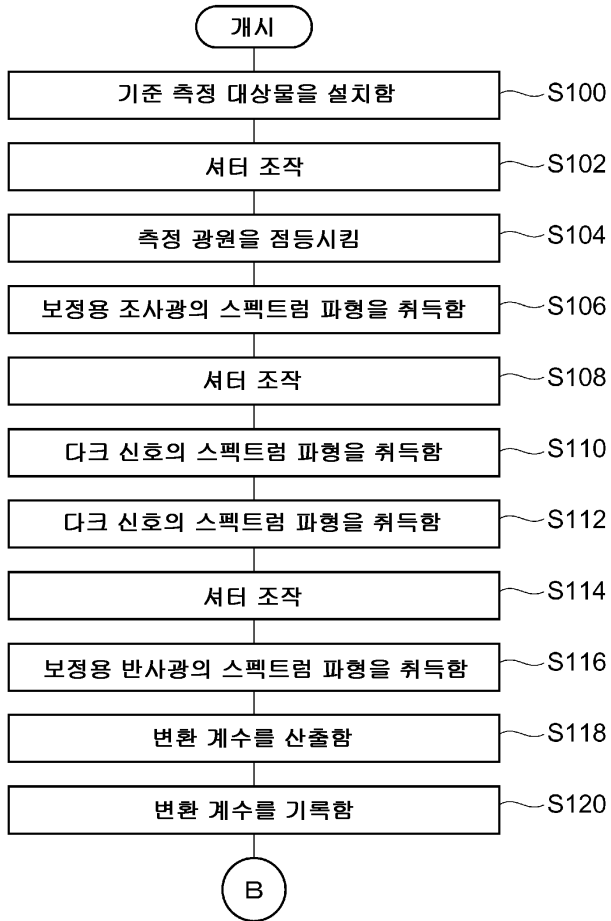 개시
기준 측정 대상물을 설치함 S100
셔터 조작 S102
측정 광원을 점등시킴 S104
보정용 조사광의 스펙트럼 파형을 취득함 S106
셔터 조작 S108
다크 신호의 스펙트럼 파형을 취득함 S110
다크 신호의 스펙트럼 파형을 취득함 S112
셔터 조작 S114
보정용 반사광의 스펙트럼 파형을 취득함 S116
변환 계수를 산출함 S118
변환 계수를 기록함 S120
B